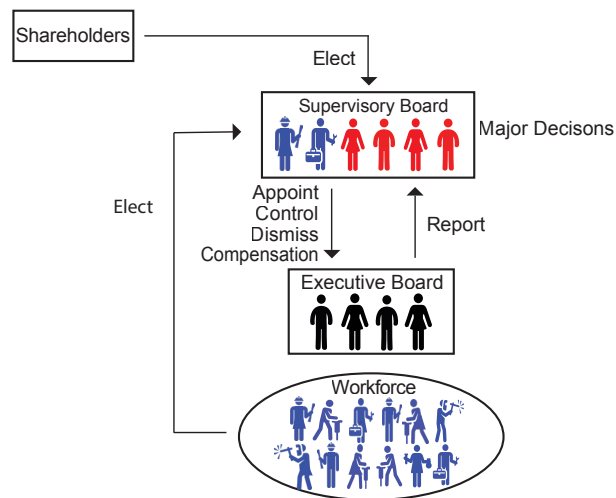 Shareholders
Elect
Supervisory Board
Major Decisons
Elect
Appoint
Control
Dismiss
Compensation
Report
Executive Board
Workforce